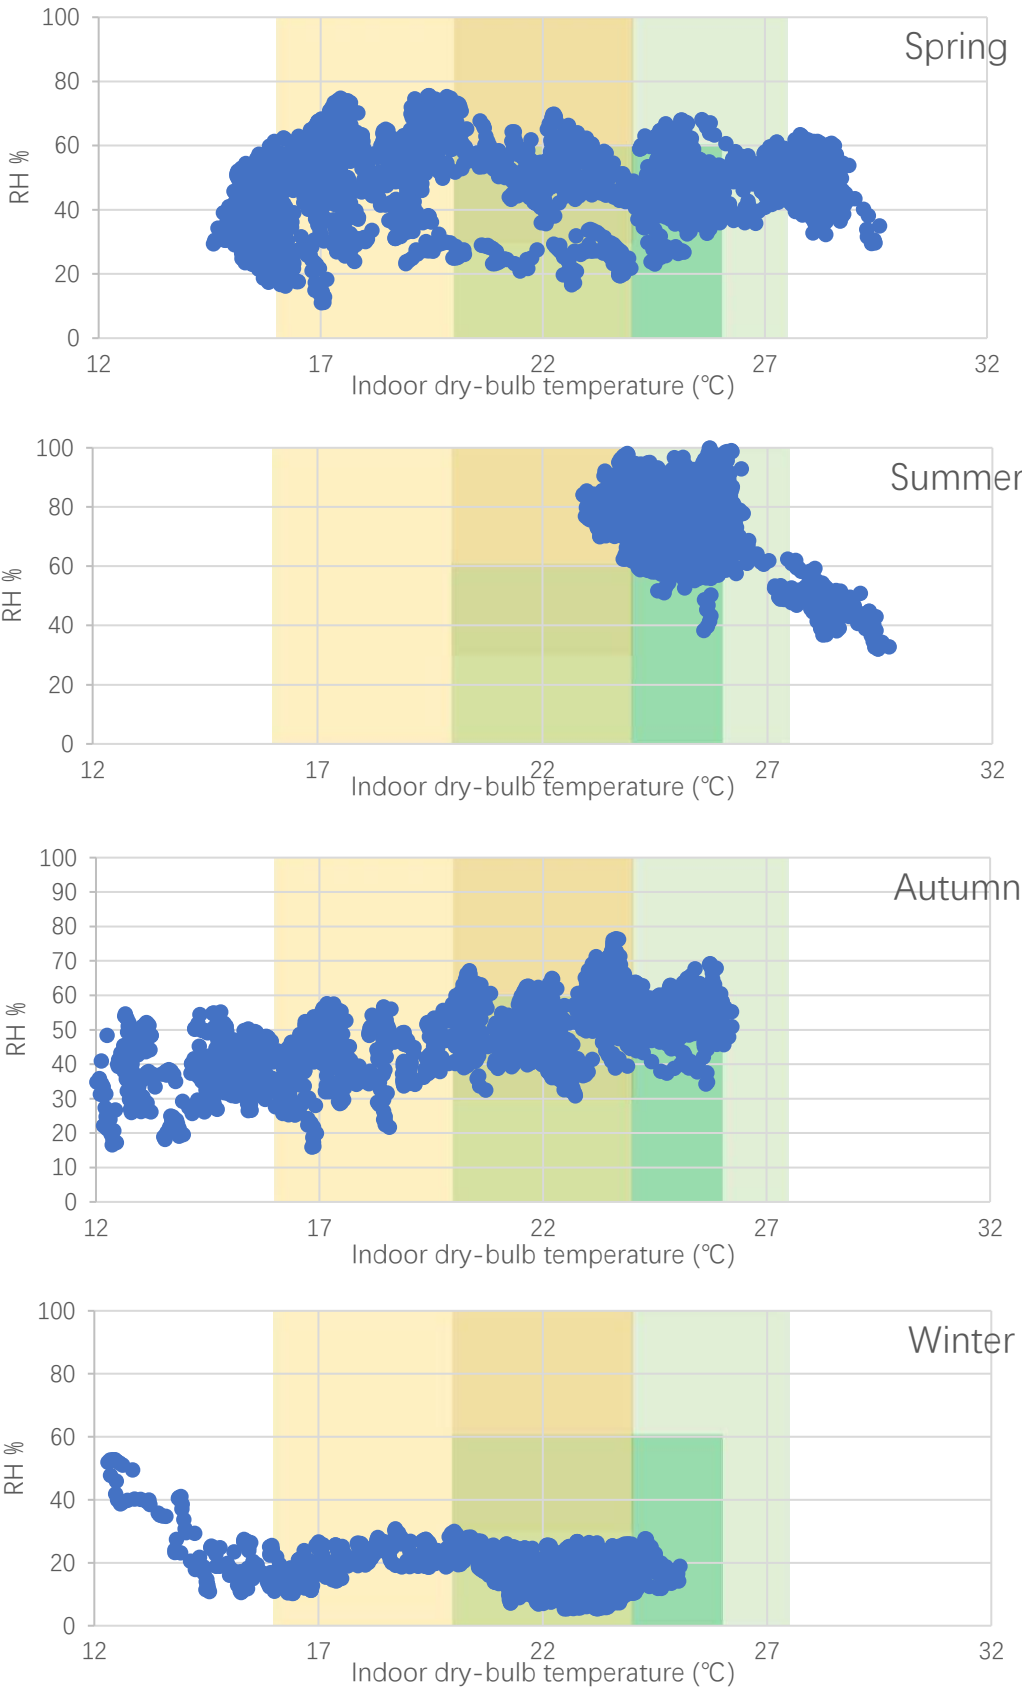 100
Spring
80
60
RH %
40
20
0
12 17 22 27 32
Indoor dry-bulb temperature (℃)
100
Summer
80
60
RH %
40
20
0
12 17 22 27 32
Indoor dry-bulb temperature (℃)
100
Autumn
90
80
70
60
RH %
50
40
30
20
10
0
12 17 22 27 32
Indoor dry-bulb temperature (℃)
100
Winter
80
60
RH %
40
20
0
12 17 22 27 32
Indoor dry-bulb temperature (℃)